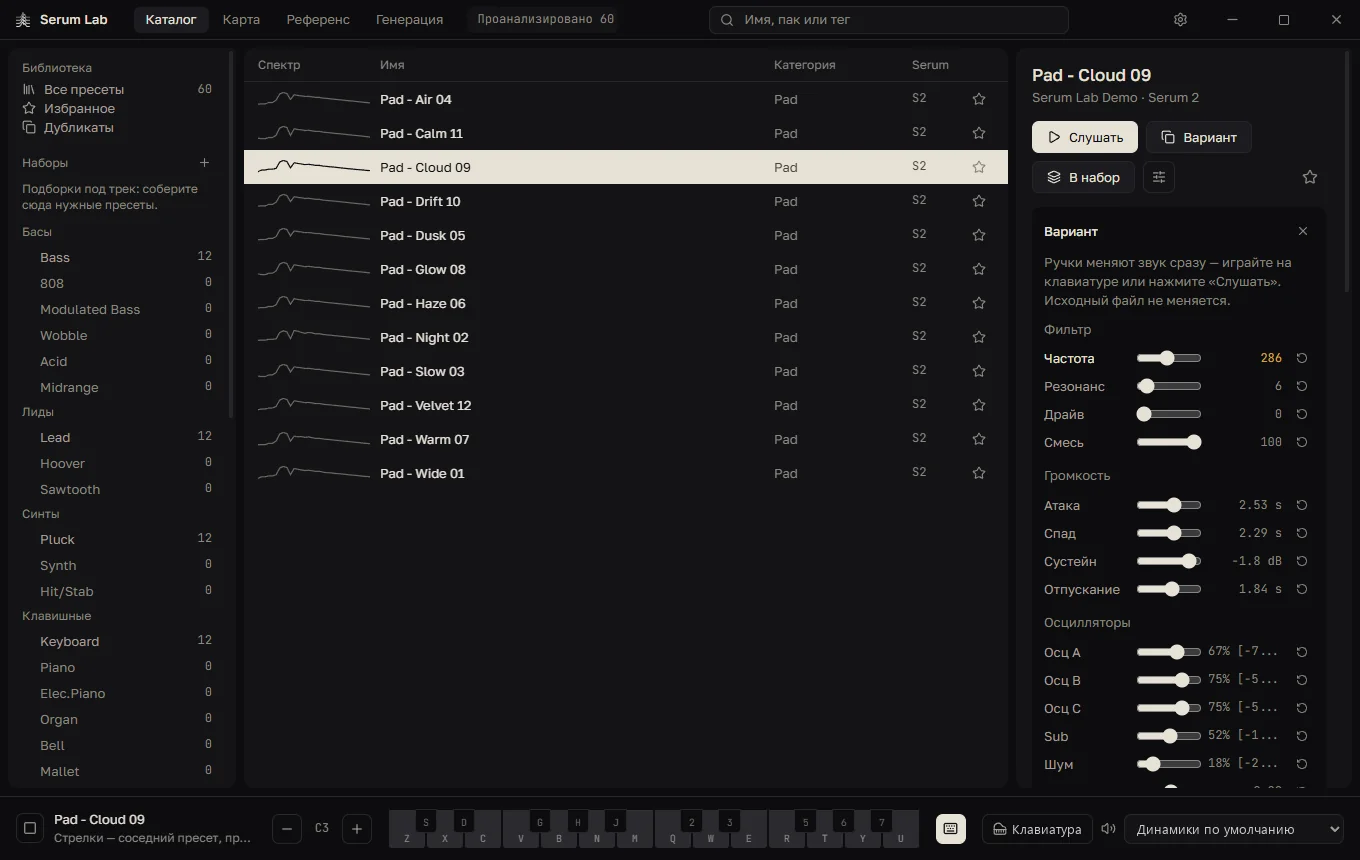 Serum Lab
Каталог
Карта
Референс
Генерация
Проанализировано 60
Имя, пак или тег
Библиотека
Все пресеты 60
Избранное
Дубликаты
Наборы +
Подборки под трек: соберите
сюда нужные пресеты.
Басы
Bass 12
808 0
Modulated Bass 0
Wobble 0
Acid 0
Midrange 0
Лиды
Lead 12
Hoover 0
Sawtooth 0
Синты
Pluck 12
Synth 0
Hit/Stab 0
Клавишные
Keyboard 12
Piano 0
Elec.Piano 0
Organ 0
Bell 0
Mallet 0
Спектр Имя Категория Serum
Pad - Air 04 Pad S2
Pad - Calm 11 Pad S2
Pad - Cloud 09 Pad S2
Pad - Drift 10 Pad S2
Pad - Dusk 05 Pad S2
Pad - Glow 08 Pad S2
Pad - Haze 06 Pad S2
Pad - Night 02 Pad S2
Pad - Slow 03 Pad S2
Pad - Velvet 12 Pad S2
Pad - Warm 07 Pad S2
Pad - Wide 01 Pad S2
Pad - Cloud 09
Serum Lab Demo · Serum 2
Слушать
Вариант
В набор
Вариант
Ручки меняют звук сразу — играйте на
клавиатуре или нажмите «Слушать».
Исходный файл не меняется.
Фильтр
Частота 286
Резонанс 6
Драйв 0
Смесь 100
Громкость
Атака 2.53 s
Спад 2.29 s
Сустейн -1.8 dB
Отпускание 1.84 s
Осцилляторы
Осц A 67% [-7...
Осц B 75% [-5...
Осц C 75% [-5...
Sub 52% [-1...
Шум 18% [-2...
Pad - Cloud 09
Стрелки — соседний пресет, пр...
− C3 +
S D G H J 2 3 5 6 7
Z X C V B N M Q W E R T Y U
Клавиатура
Динамики по умолчанию